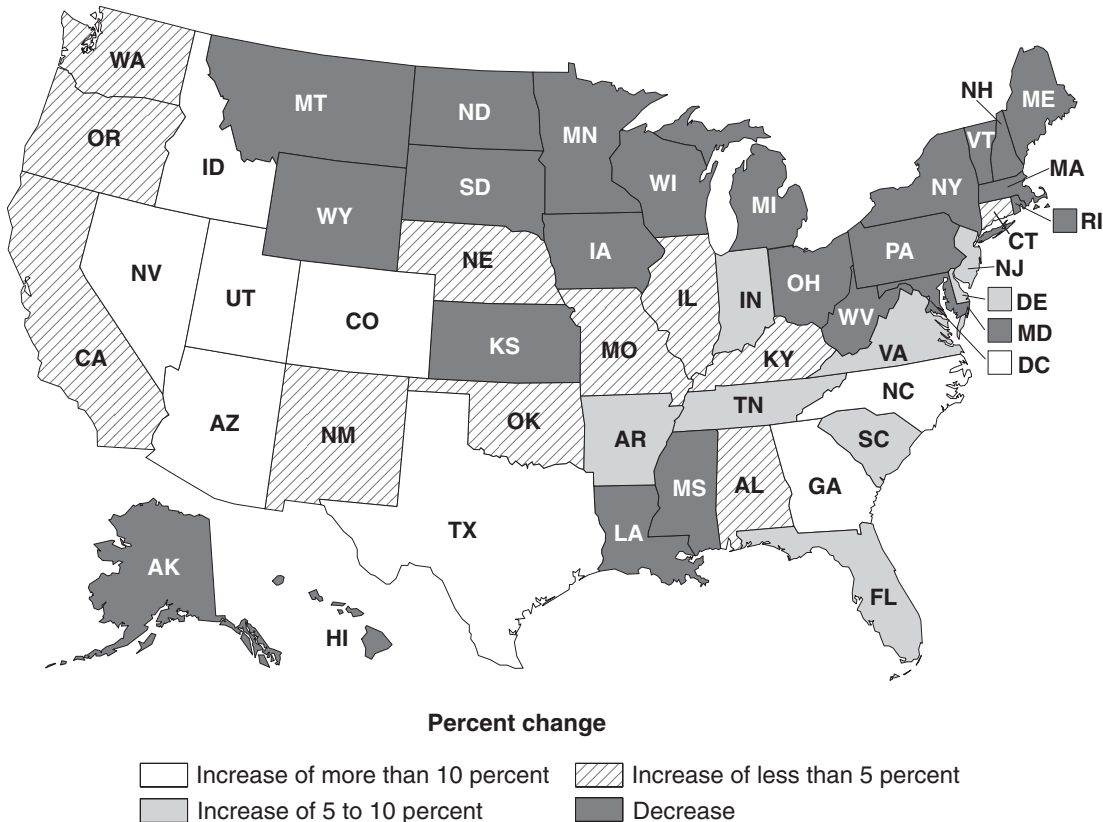 WA
MT
ND
MN
ME
NH
VT
OR
ID
SD
WI
MI
NY
MA
WY
RI
CT
IA
PA
NE
NV
UT
CO
IL
IN
OH
NJ
DE
WV
MD
DC
CA
KS
MO
KY
VA
NC
TN
AZ
NM
OK
AR
SC
MS
AL
GA
TX
LA
AK
FL
HI
Percent change
Increase of more than 10 percent
Increase of less than 5 percent
Increase of 5 to 10 percent
Decrease